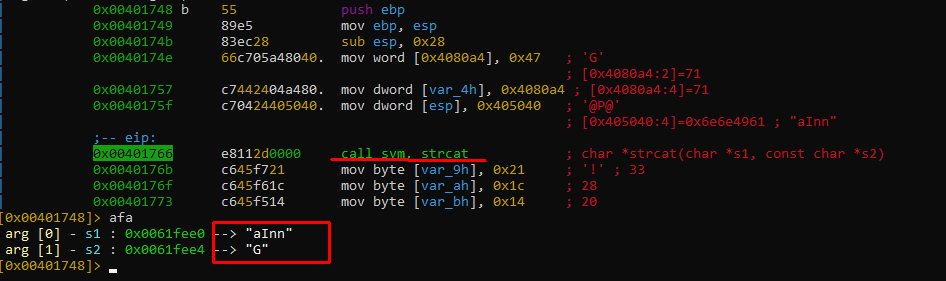 0x00401748 b 55 push ebp
0x00401749 89e5 mov ebp, esp
0x0040174b 83ec28 sub esp, 0x28
0x0040174e 66c705a48040. mov word [0x4080a4], 0x47 ; 'G'
; [0x4080a4:2]=71
0x00401757 c7442404a480. mov dword [var_4h], 0x4080a4 ; [0x4080a4:4]=71
0x0040175f c70424405040. mov dword [esp], 0x405040 ; '@P@'
; [0x405040:4]=0x6e6e4961 ; "aInn"
;-- eip:
0x00401766 e8112d0000 call sym._strcat ; char *strcat(char *s1, const char *s2)
0x0040176b c645f721 mov byte [var_9h], 0x21 ; '!' ; 33
0x0040176f c645f61c mov byte [var_ah], 0x1c ; 28
0x00401773 c645f514 mov byte [var_bh], 0x14 ; 20
[0x00401748]> afa
arg [0] - s1 : 0x0061fee0 --> "aInn"
arg [1] - s2 : 0x0061fee4 --> "G"
[0x00401748]>